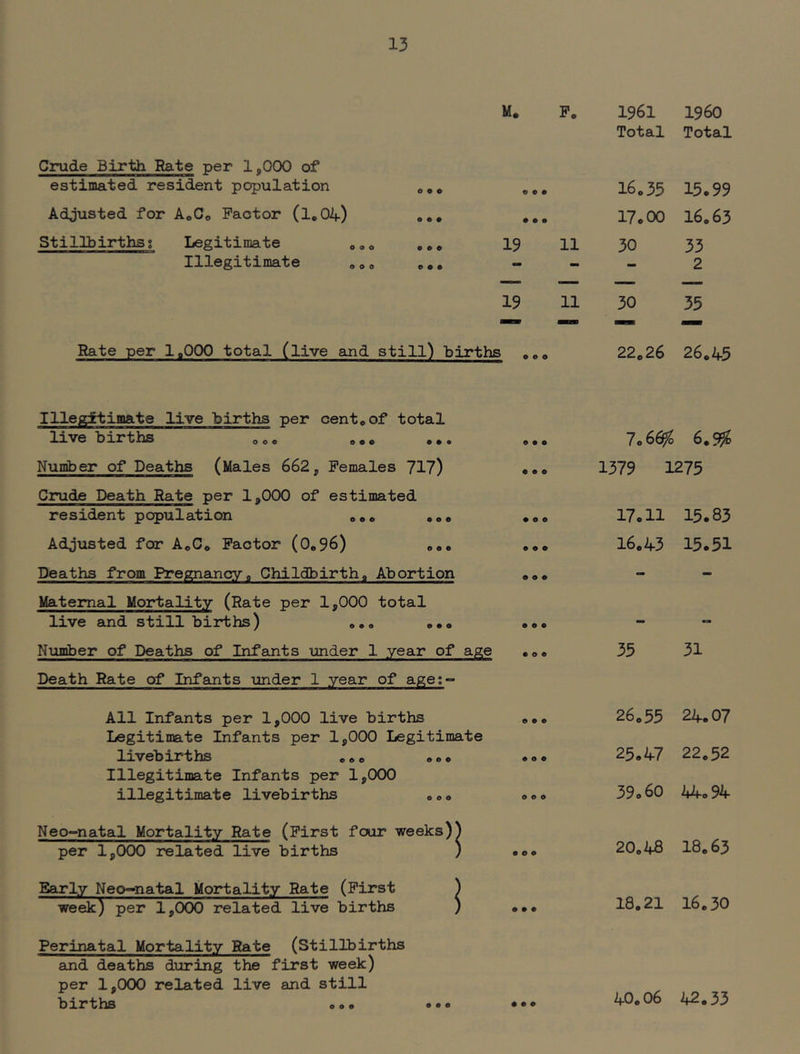 13
M. F. 1961 1960
Total Total
Crude Birth Rate per 1,000 of
estimated resident population ... ... 16.35 15.99
Adjusted for A.C. Factor (1.04) ... ... 17.00 16.63
Stillbirths: Legitimate ... ... 19 11 30 33
Illegitimate ... ... - - - 2
19 11 30 35
Rate per 1,000 total (live and still) births ... 22.26 26.45
Illegitimate live births per cent.of total
live births ... ... ... ... 7.66% 6.9%
Number of Deaths (Males 662, Females 717) ... 1379 1275
Crude Death Rate per 1,000 of estimated
resident population ... ... ... 17.11 15.83
Adjusted for A.C. Factor (0.96) ... ... 16.43 15.51
Deaths from Pregnancy, Childbirth, Abortion ... - -
Maternal Mortality (Rate per 1,000 total
live and still births) ... ... ... - -
Number of Deaths of Infants under 1 year of age ... 35 31
Death Rate of Infants under 1 year of age:-
All Infants per 1,000 live births ... 26.55 24.07
Legitimate Infants per 1,000 Legitimate
livebirths ... ... ... 25.47 22.52
Illegitimate Infants per 1,000
illegitimate livebirths ... ... 39.60 44.94
Neo-natal Mortality Rate (First four weeks))
per 1,000 related live births ) ... 20.48 18.63
Early Neo-natal Mortality Rate (First )
week) per 1,000 related live births ) ... 18.21 16.30
Perinatal Mortality Rate (Stillbirths
and deaths during the first week)
per 1,000 related live and still
births ... ... ... 40.06 42.33